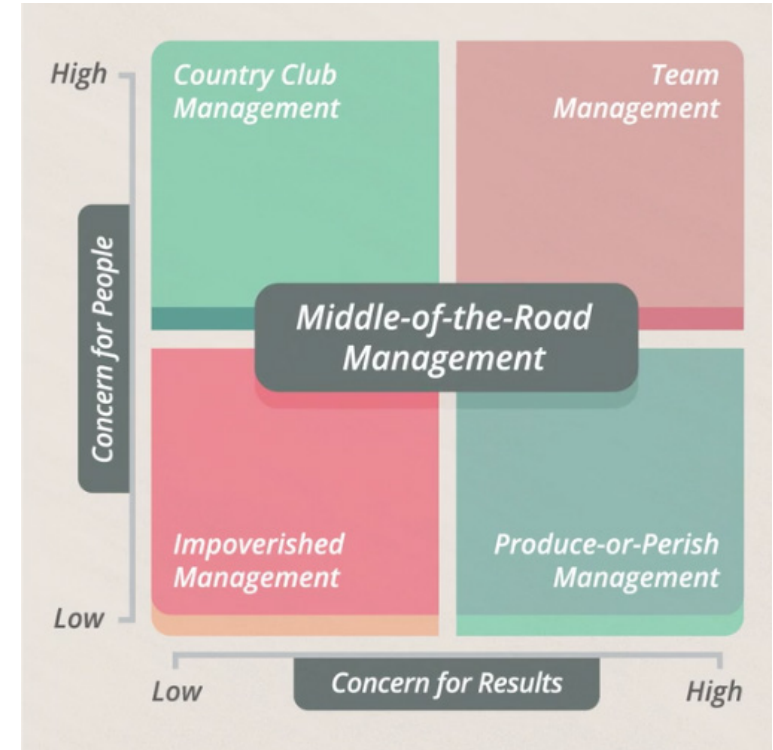 High
Country Club
Management
Team
Management
Concern for People
Middle-of-the-Road
Management
Impoverished
Management
Produce-or-Perish
Management
Low
Low
Concern for Results
High